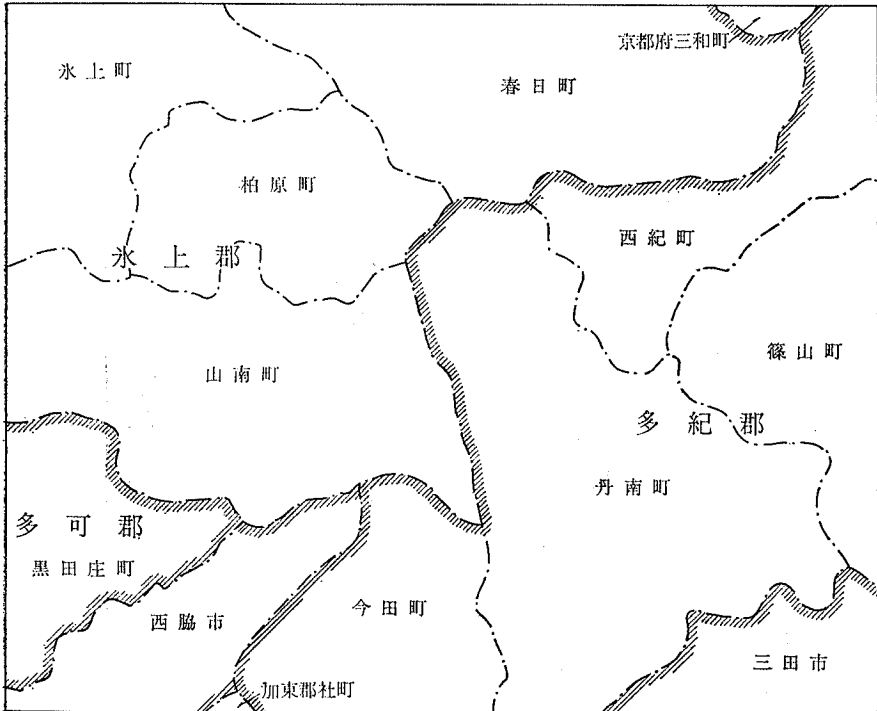 京都府三和町
氷上町
春日町
柏原町
西紀町
氷上郡
篠山町
山南町
多紀郡
丹南町
多可郡
黒田庄町
今田町
西脇市
三田市
加東郡社町